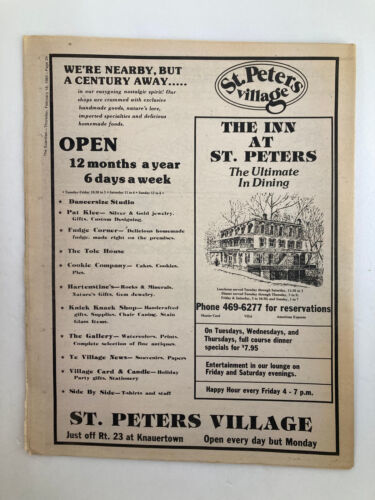 WE'RE NEARBY, BUT
A CENTURY AWAY.....
in our easygoing nostalgic spirit! Our
shops are crammed with exclusive
handmade goods, nature's lore,
imported specialties and delicious
homemade foods.
OPEN
12 months a year
6 days a week
Dancersize Studio
Pat Klee— Silver & Gold jewelry.
Gifts, Custom Designing.
Fudge Corner— Delicious homemade
fudge, made right on the premises.
The Tole House
Cookie Company— Cakes, Cookies,
Pies.
Hartenstine's— Rocks & Minerals,
Nature's Gifts, Gem jewelry.
Kolek Knack Shop— Handcrafted
gifts, Supplies, Chair Caning, Stain
Glass Items.
The Gallery— Watercolors, Prints,
Complete selection of fine antiques.
Ye Village News— Souvenirs, Papers
Village Card & Candle— Holiday
Party gifts, Stationery
Side By Side— T-shirts and
St. Peters
village
THE INN
AT
ST. PETERS
The Ultimate
In Dining
Phone 469-6277 for reservations
Master Card VISA American Express
On Tuesdays, Wednesdays, and
Thursdays, full course dinner
specials for $7.95
Entertainment in our lounge on
Friday and Saturday evenings.
Happy Hour every Friday 4 - 7 p.m.
ST. PETERS VILLAGE
Just off Rt. 23 at Knauertown Open every day but Monday